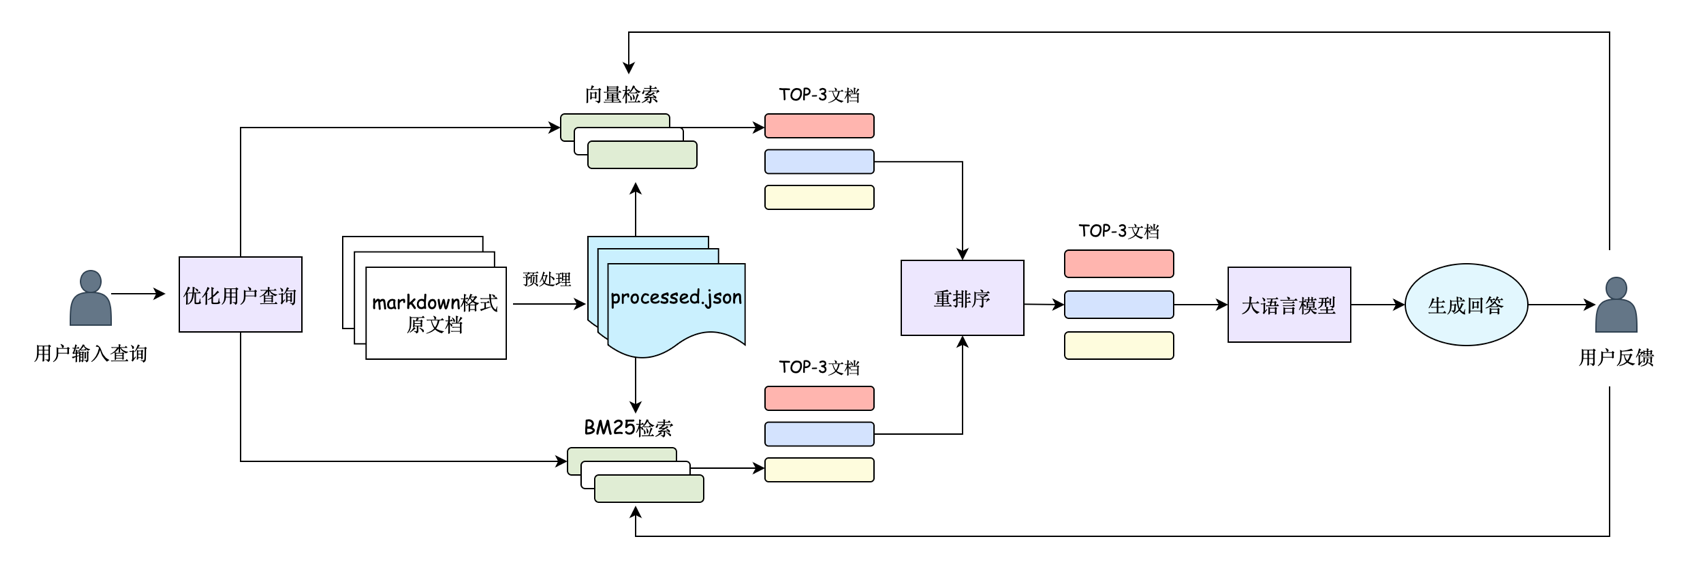 用户输入查询
优化用户查询
markdown格式
原文档
预处理
processed.json
向量检索
TOP-3文档
BM25检索
TOP-3文档
重排序
TOP-3文档
大语言模型
生成回答
用户反馈